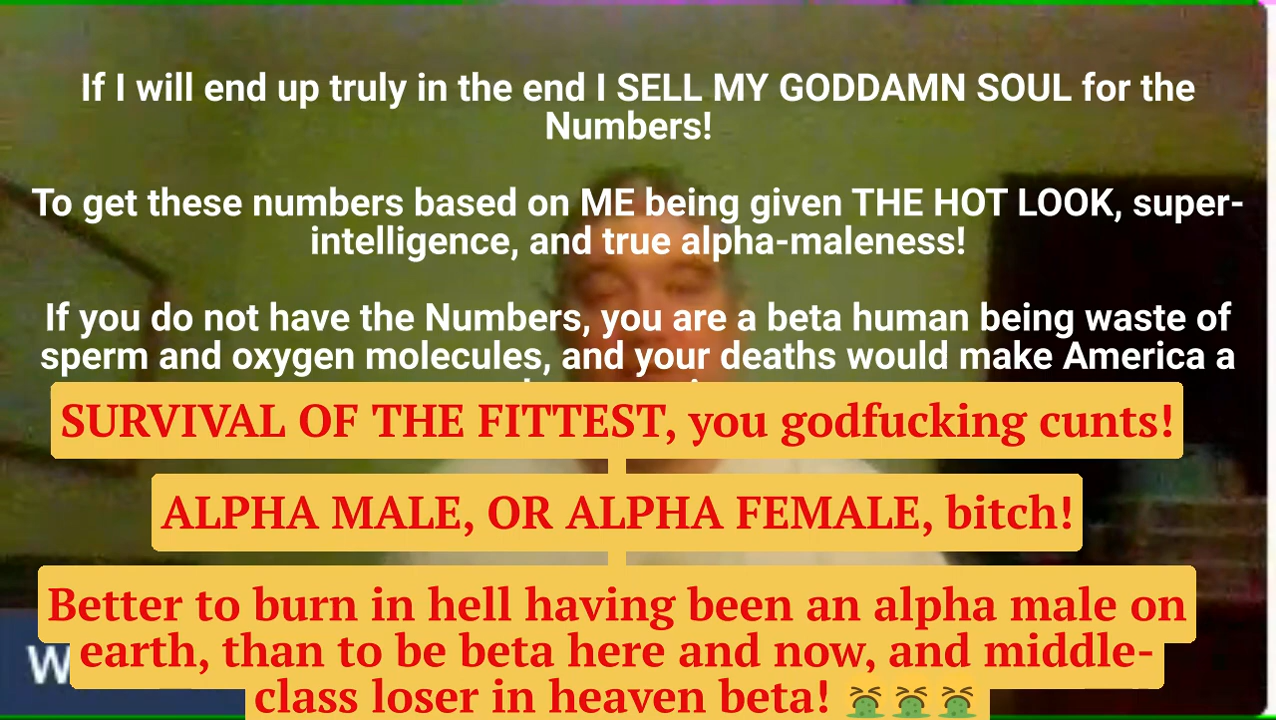 If I will end up truly in the end I SELL MY GODDAMN SOUL for the
Numbers!
To get these numbers based on ME being given THE HOT LOOK, super-
intelligence, and true alpha-maleness!
If you do not have the Numbers, you are a beta human being waste of
sperm and oxygen molecules, and your deaths would make America a
SURVIVAL OF THE FITTEST, you godfucking cunts!
ALPHA MALE, OR ALPHA FEMALE, bitch!
Better to burn in hell having been an alpha male on
earth, than to be beta here and now, and middle-
class loser in heaven beta! 🤮🤮🤮